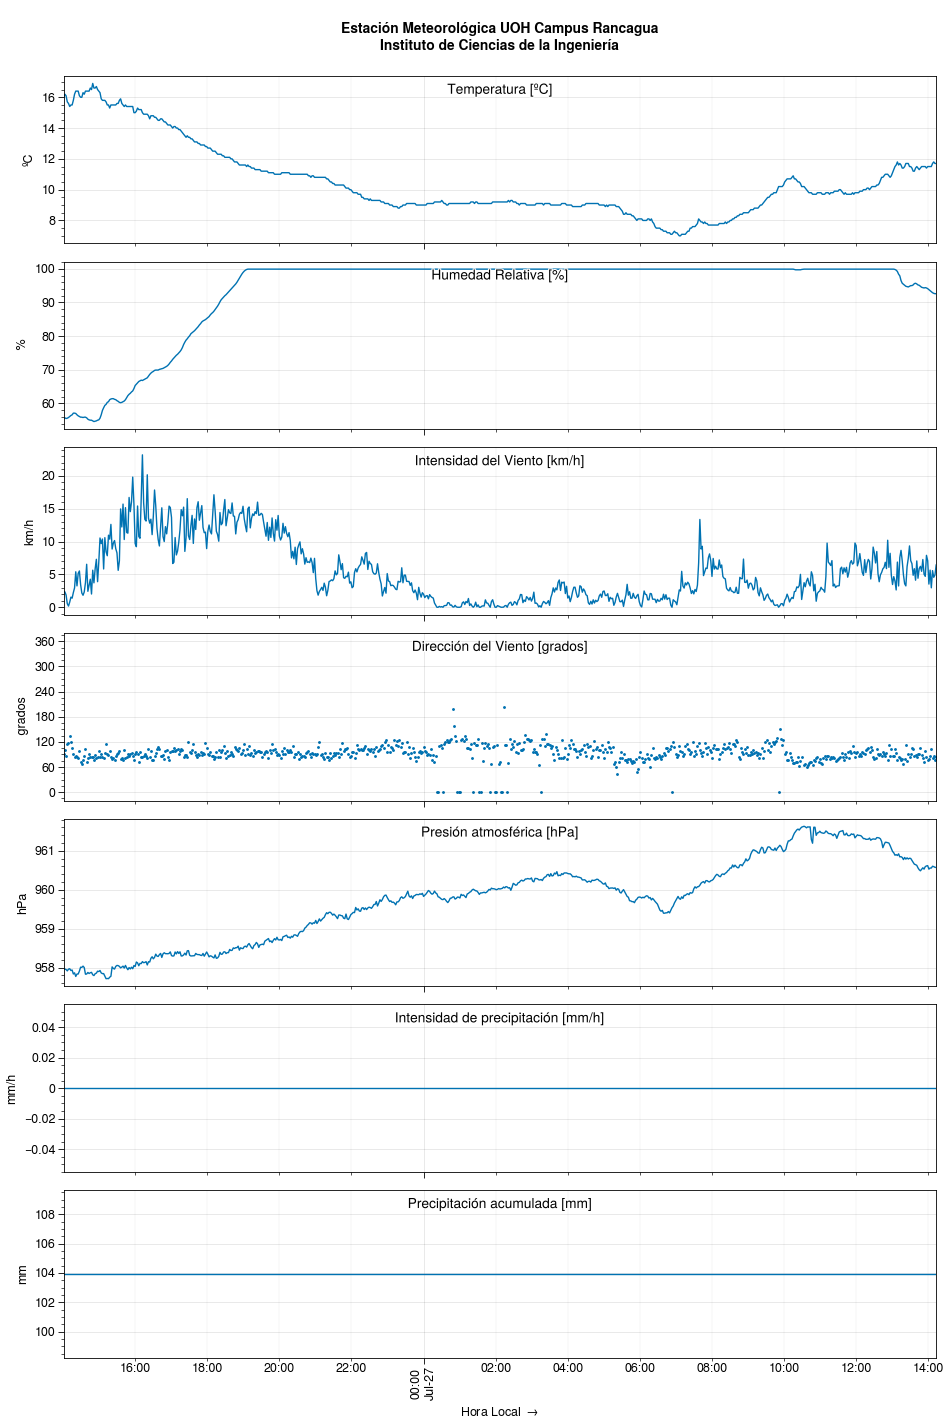 Estación Meteorológica UOH Campus Rancagua
Instituto de Ciencias de la Ingeniería
Temperatura [ºC]
ºC
16
14
12
10
8
Humedad Relativa [%]
%
100
90
80
70
60
Intensidad del Viento [km/h]
km/h
20
15
10
5
0
Dirección del Viento [grados]
grados
360
300
240
180
120
60
0
Presión atmosférica [hPa]
hPa
961
960
959
958
Intensidad de precipitación [mm/h]
mm/h
0.04
0.02
0
−0.02
−0.04
Precipitación acumulada [mm]
mm
108
106
104
102
100
16:00
18:00
20:00
22:00
00:00
Jul-27
02:00
04:00
06:00
08:00
10:00
12:00
14:00
Hora Local →